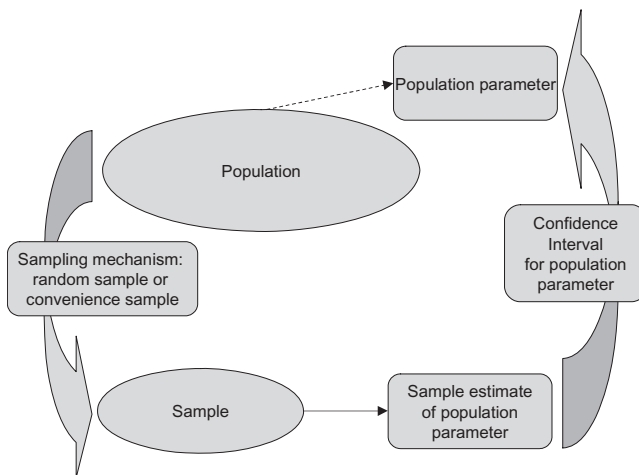 Population parameter
Population
Sampling mechanism:
random sample or
convenience sample
Confidence
Interval
for population
parameter
Sample
Sample estimate
of population
parameter